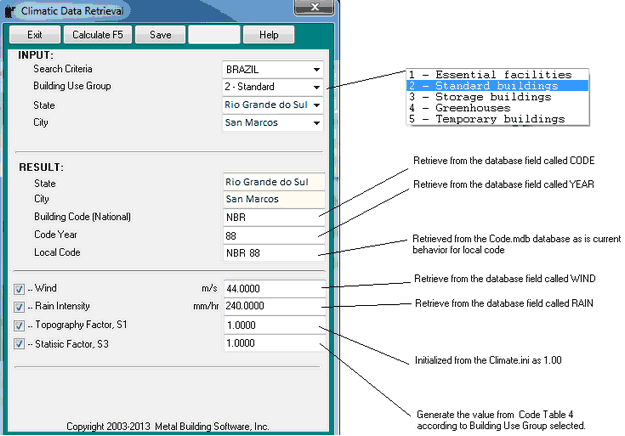 Climatic Data Retrieval
x
Exit Calculate F5 Save Help
INPUT:
Search Criteria BRAZIL
Building Use Group 2 - Standard
State Rio Grande do Sul
City San Marcos
1 - Essential facilities
2 - Standard buildings
3 - Storage buildings
4 - Greenhouses
5 - Temporary buildings
RESULT:
State Rio Grande do Sul
City San Marcos
Building Code (National) NBR
Code Year 88
Local Code NBR 88
Retrieve from the database field called CODE
Retrieve from the database field called YEAR
Retrieved from the Code.mdb database as is current
behavior for local code
-- Wind m/s 44.0000
-- Rain Intensity mm/hr 240.0000
-- Topography Factor, S1 1.0000
-- Statisic Factor, S3 1.0000
Retrieve from the database field called WIND
Retrieve from the database field called RAIN
Initialized from the Climate.ini as 1.00
Generate the value from Code Table 4
according to Building Use Group selected.
Copyright 2003-2013 Metal Building Software, Inc.